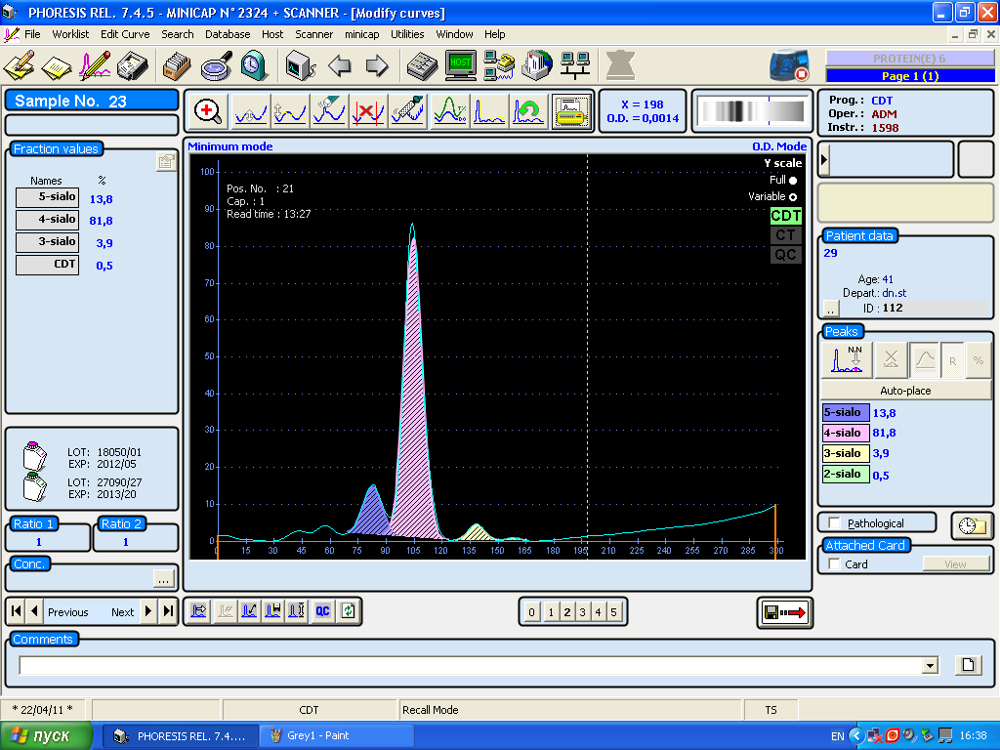 PHORESIS REL. 7.4.5 - MINICAP N° 2324 + SCANNER - [Modify curves]
File Worklist Edit Curve Search Database Host Scanner minicap Utilities Window Help
HOST
PROTEIN(E) 6
Page 1 (1)
Sample No. 23
X = 198
O.D. = 0,0014
Prog.: CDT
Oper.: ADM
Instr.: 1598
Fraction values
Names %
5-sialo 13,8
4-sialo 81,8
3-sialo 3,9
CDT 0,5
Minimum mode
O.D. Mode
Y scale
Full
Variable
CDT
CT
QC
Pos. No. : 21
Cap. : 1
Read time : 13:27
100
90
80
70
60
50
40
30
20
10
0
0 15 30 45 60 75 90 105 120 135 150 165 180 195 210 225 240 255 270 285 300
Patient data
29
Age: 41
Depart.: dn.st
.. ID : 112
Peaks
N,N
R
%
Auto-place
5-sialo 13,8
4-sialo 81,8
3-sialo 3,9
2-sialo 0,5
LOT: 18050/01
EXP: 2012/05
LOT: 27090/27
EXP: 2013/20
Ratio 1
1
Ratio 2
1
Conc.
...
Pathological
Attached Card
Card View
Previous Next
QC
0 1 2 3 4 5
Comments
* 22/04/11 * CDT Recall Mode TS
пуск
PHORESIS REL. 7.4....
Grey1 - Paint
EN
16:38